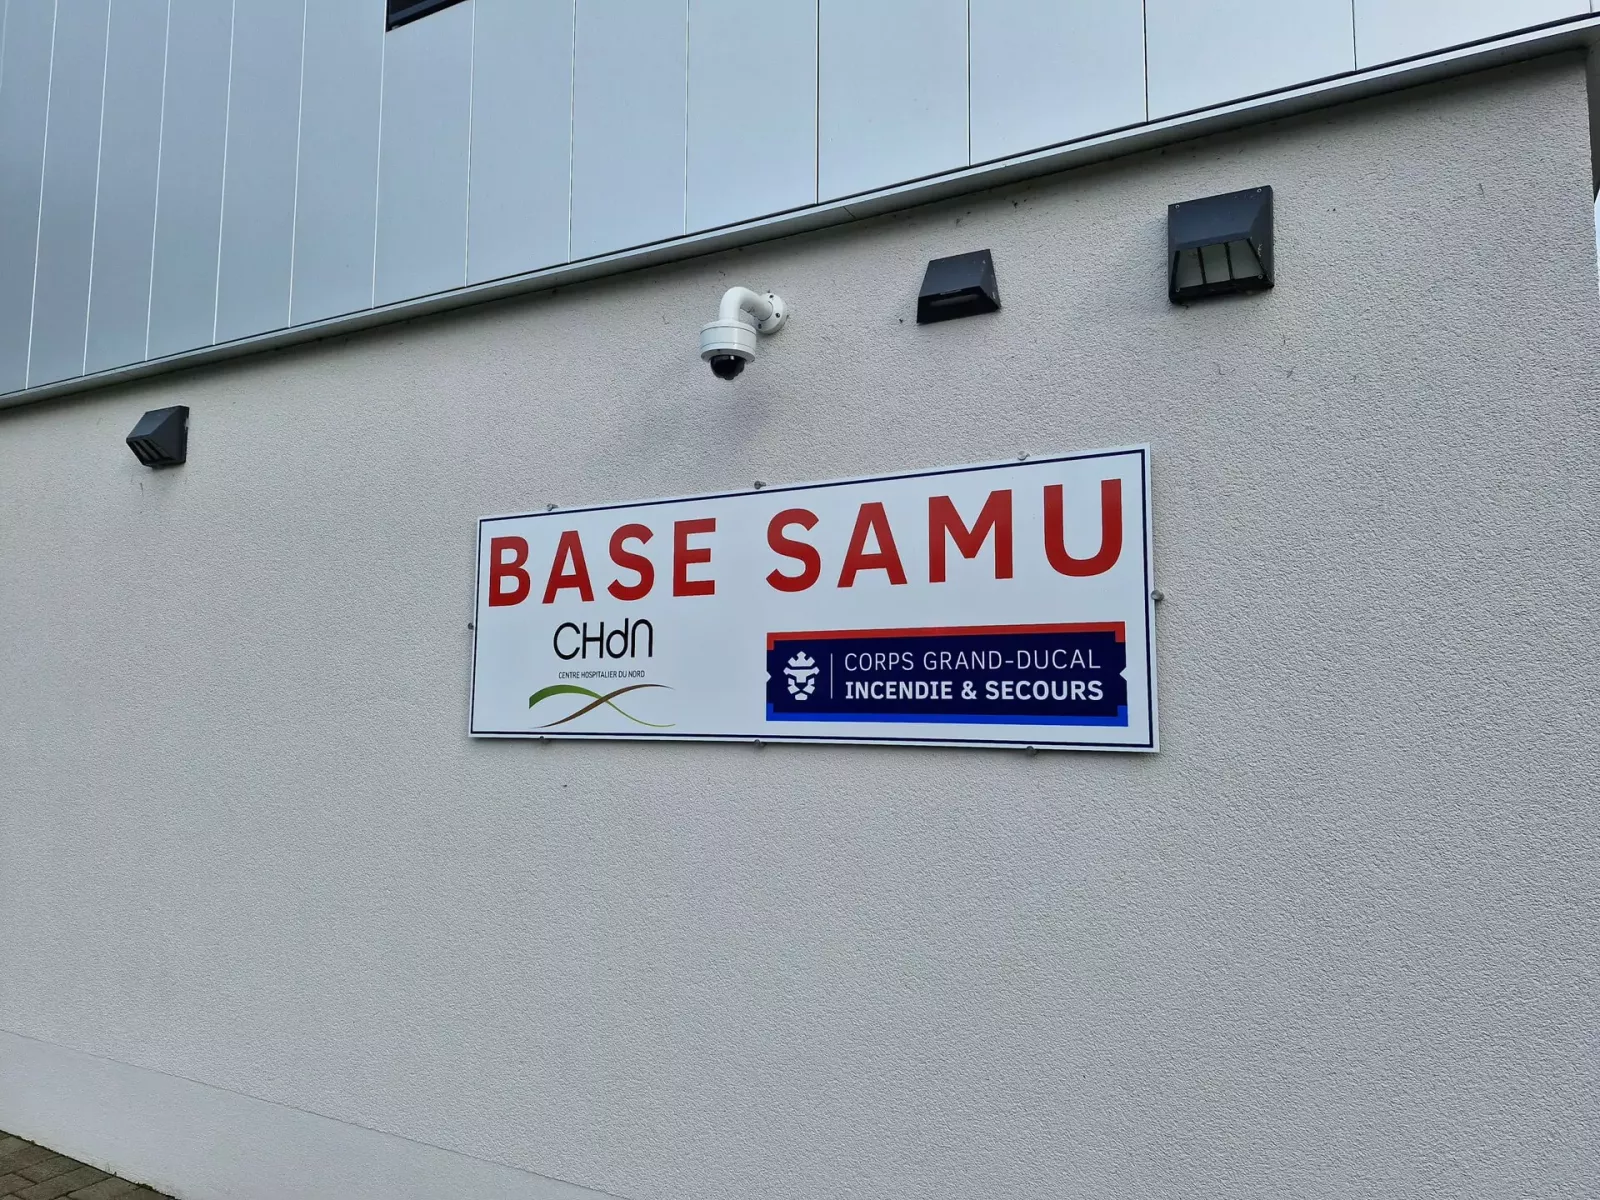 BASE SAMU
CHdN
CENTRE HOSPITALIER DU NORD
CORPS GRAND-DUCAL
INCENDIE & SECOURS